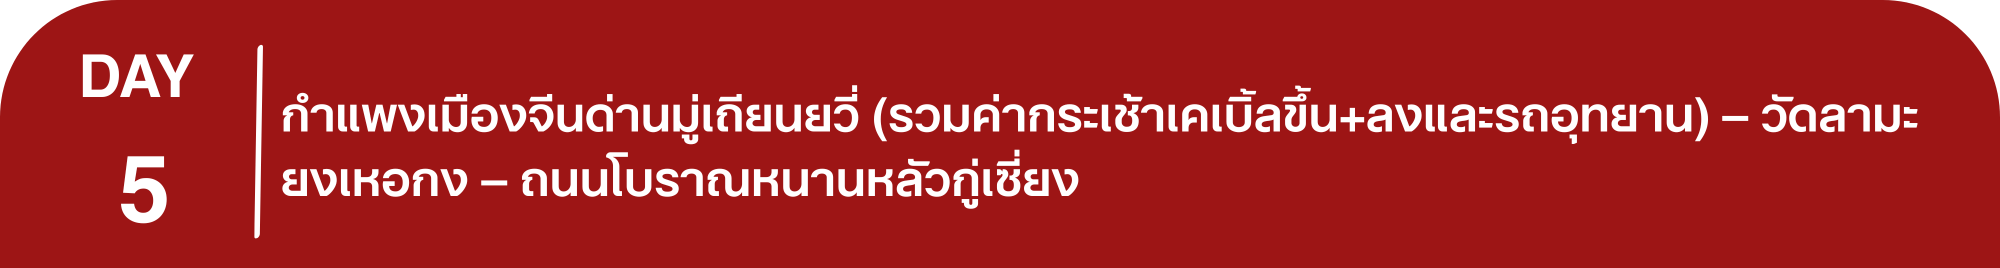 DAY
5
กำแพงเมืองจีนด่านมู่เถียนยวี่ (รวมค่ากระเช้าเคเบิ้ลขึ้น+ลงและรถอุทยาน) – วัดลามะ
ยงเหอกง – ถนนโบราณหนานหลัวกู่เซี่ยง